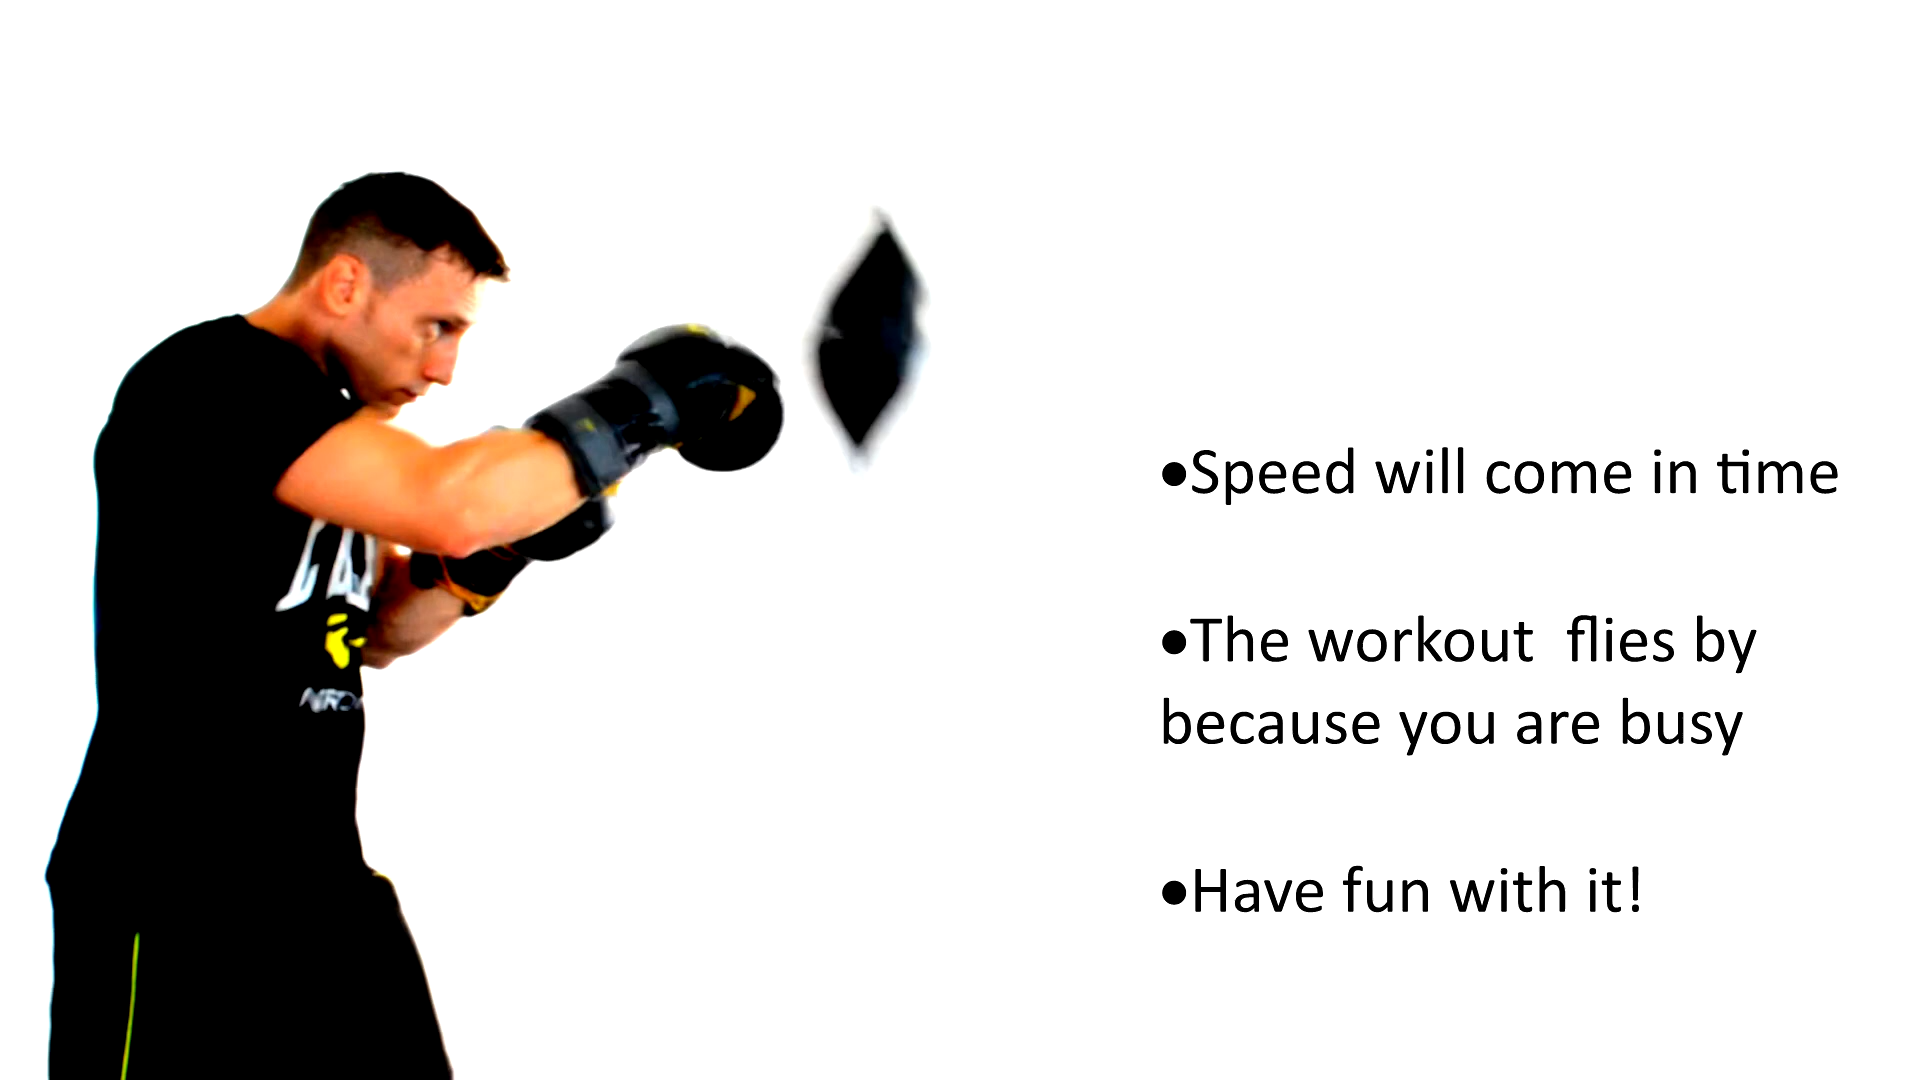 •Speed will come in time
•The workout  flies by
because you are busy
•Have fun with it!